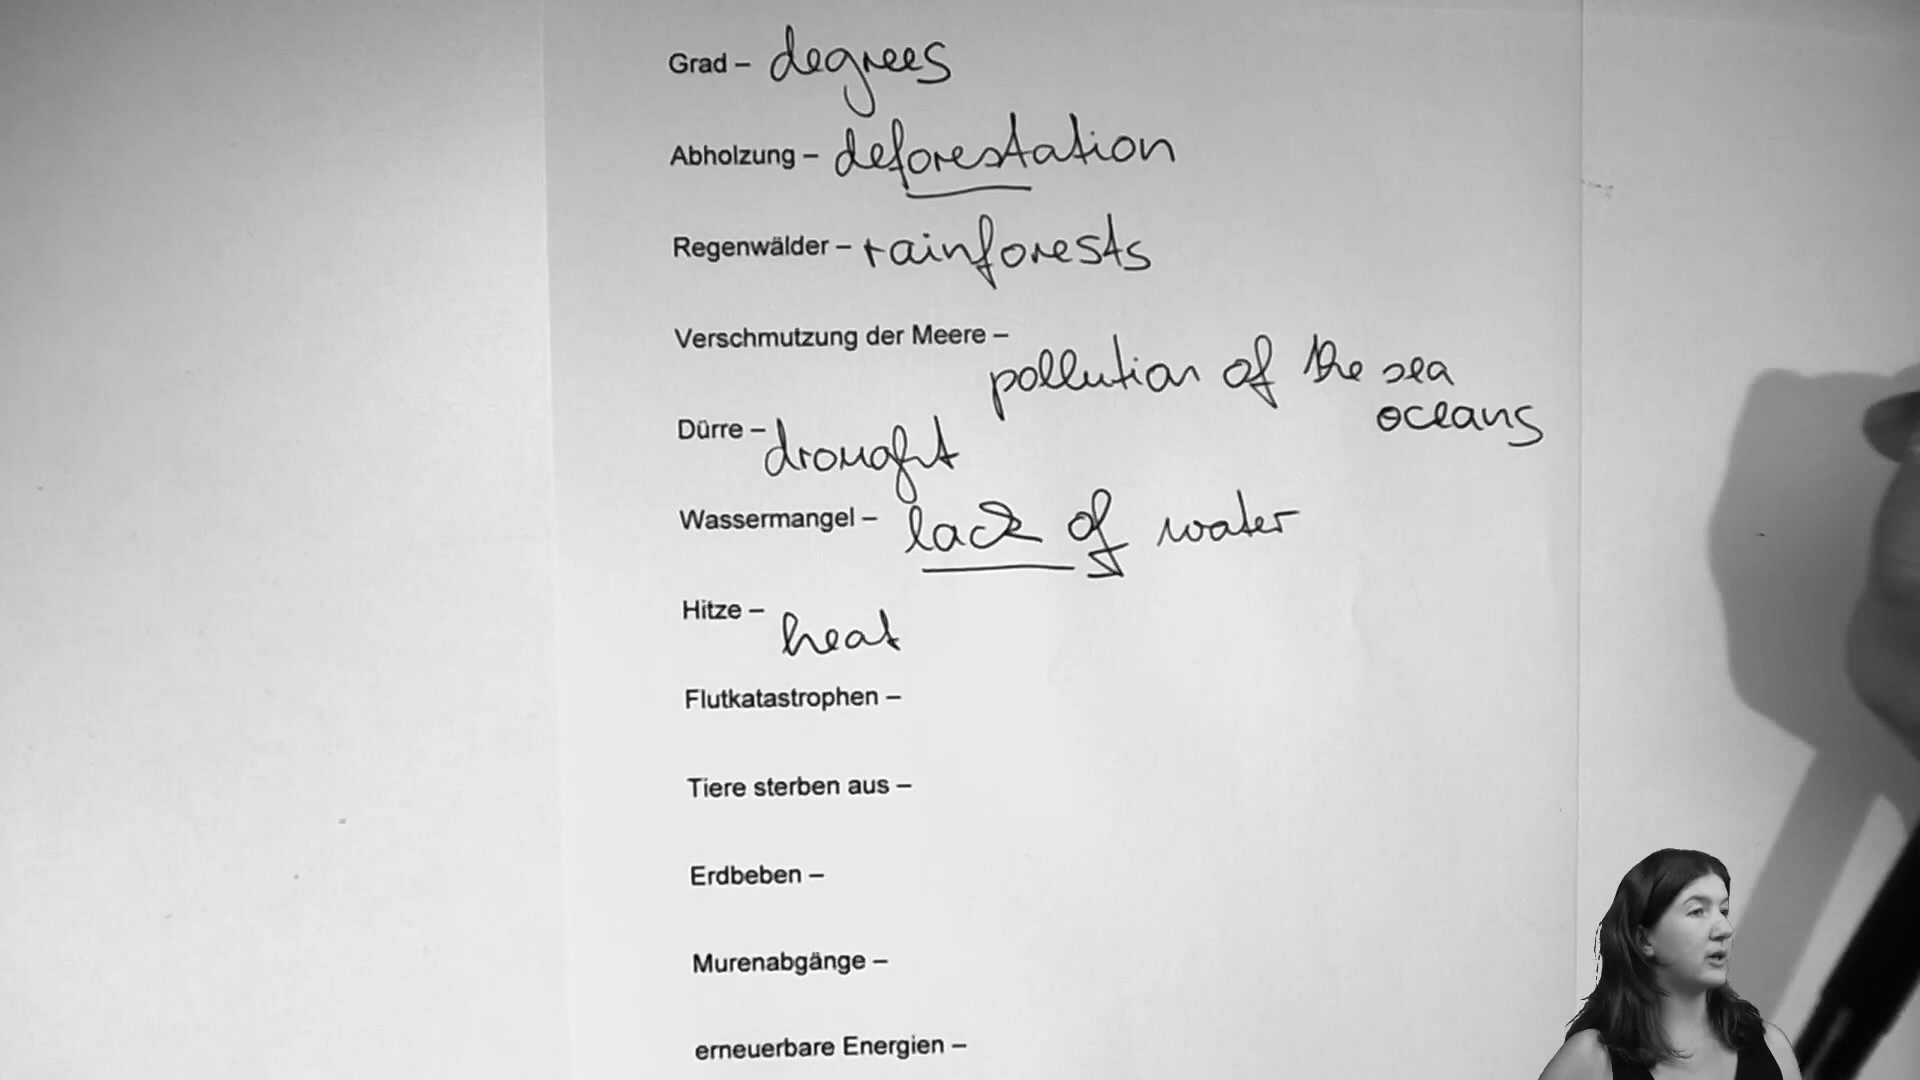 Grad – degrees
Abholzung – deforestation
Regenwälder – rainforests
Verschmutzung der Meere –
pollution of the sea
oceans
Dürre – drought
Wassermangel – lack of water
Hitze – heat
Flutkatastrophen –
Tiere sterben aus –
Erdbeben –
Murenabgänge –
erneuerbare Energien –